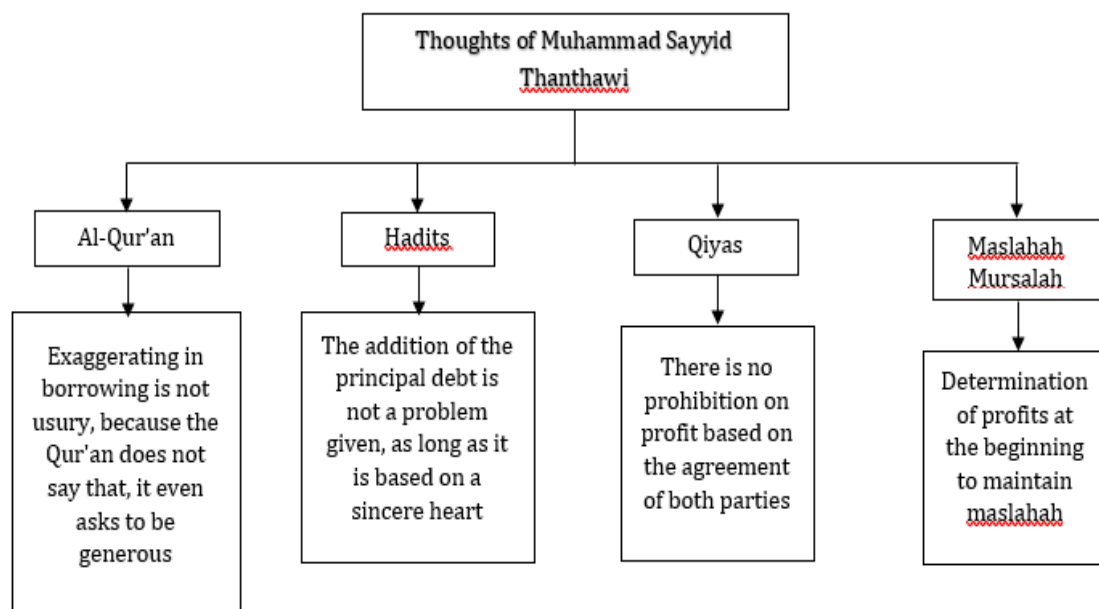 Thoughts of Muhammad Sayyid
Thanthawi
Al-Qur'an
Hadits
Qiyas
Maslahah
Mursalah
Exaggerating in
borrowing is not
usury, because the
Qur'an does not
say that, it even
asks to be
generous
The addition of the
principal debt is
not a problem
given, as long as it
is based on a
sincere heart
There is no
prohibition on
profit based on
the agreement
of both parties
Determination
of profits at
the beginning
to maintain
maslahah